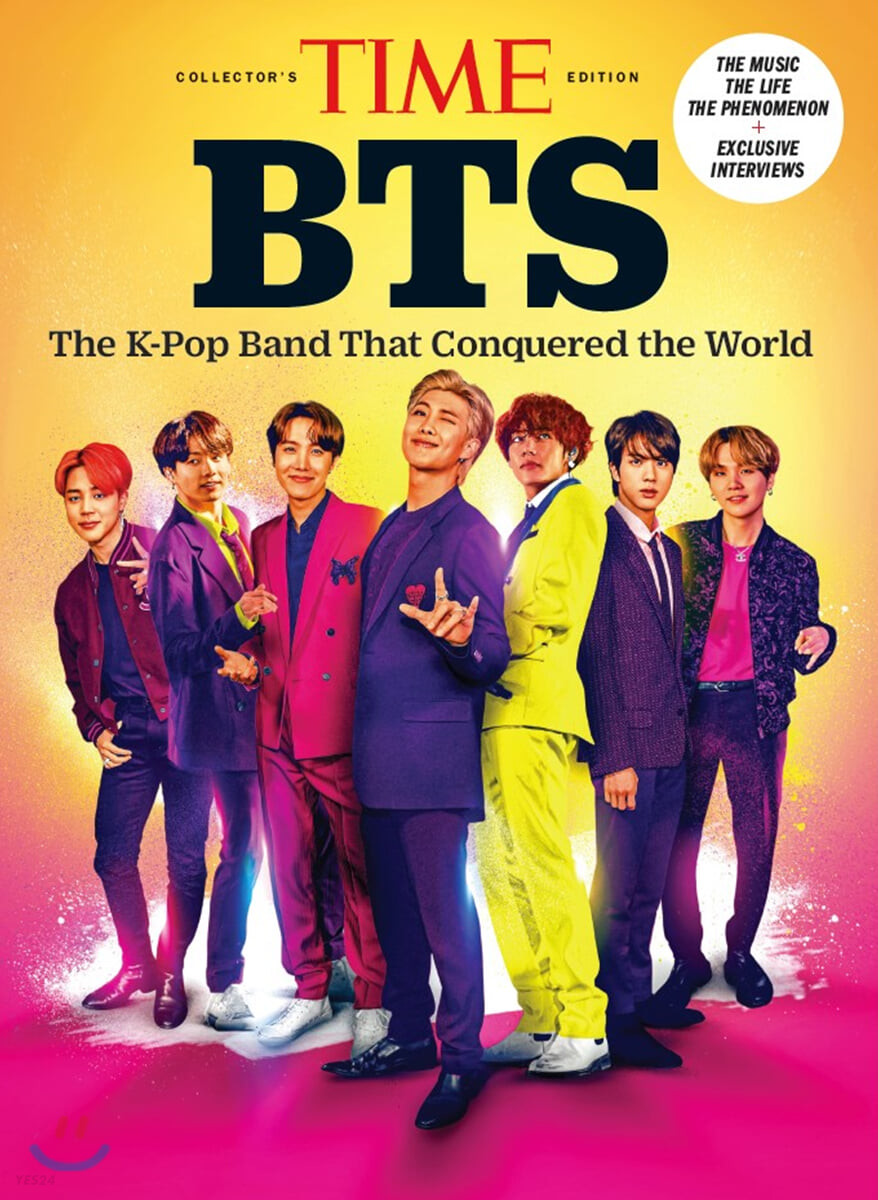 COLLECTOR'S TIME EDITION
THE MUSIC
THE LIFE
THE PHENOMENON
+
EXCLUSIVE
INTERVIEWS
BTS
The K-Pop Band That Conquered the World
YES24